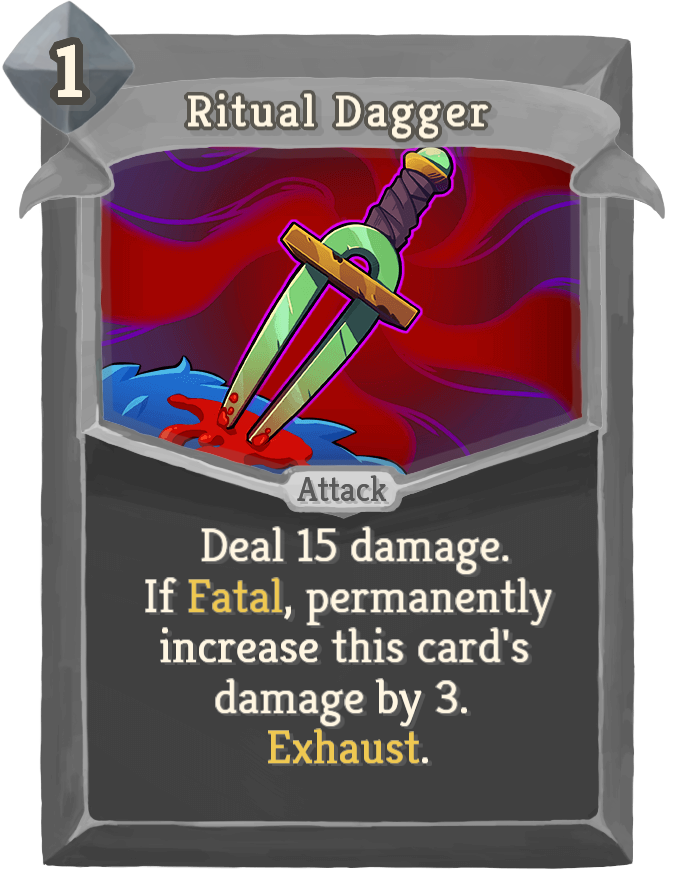 1
Ritual Dagger
Attack
Deal 15 damage.
If Fatal, permanently
increase this card's
damage by 3.
Exhaust.